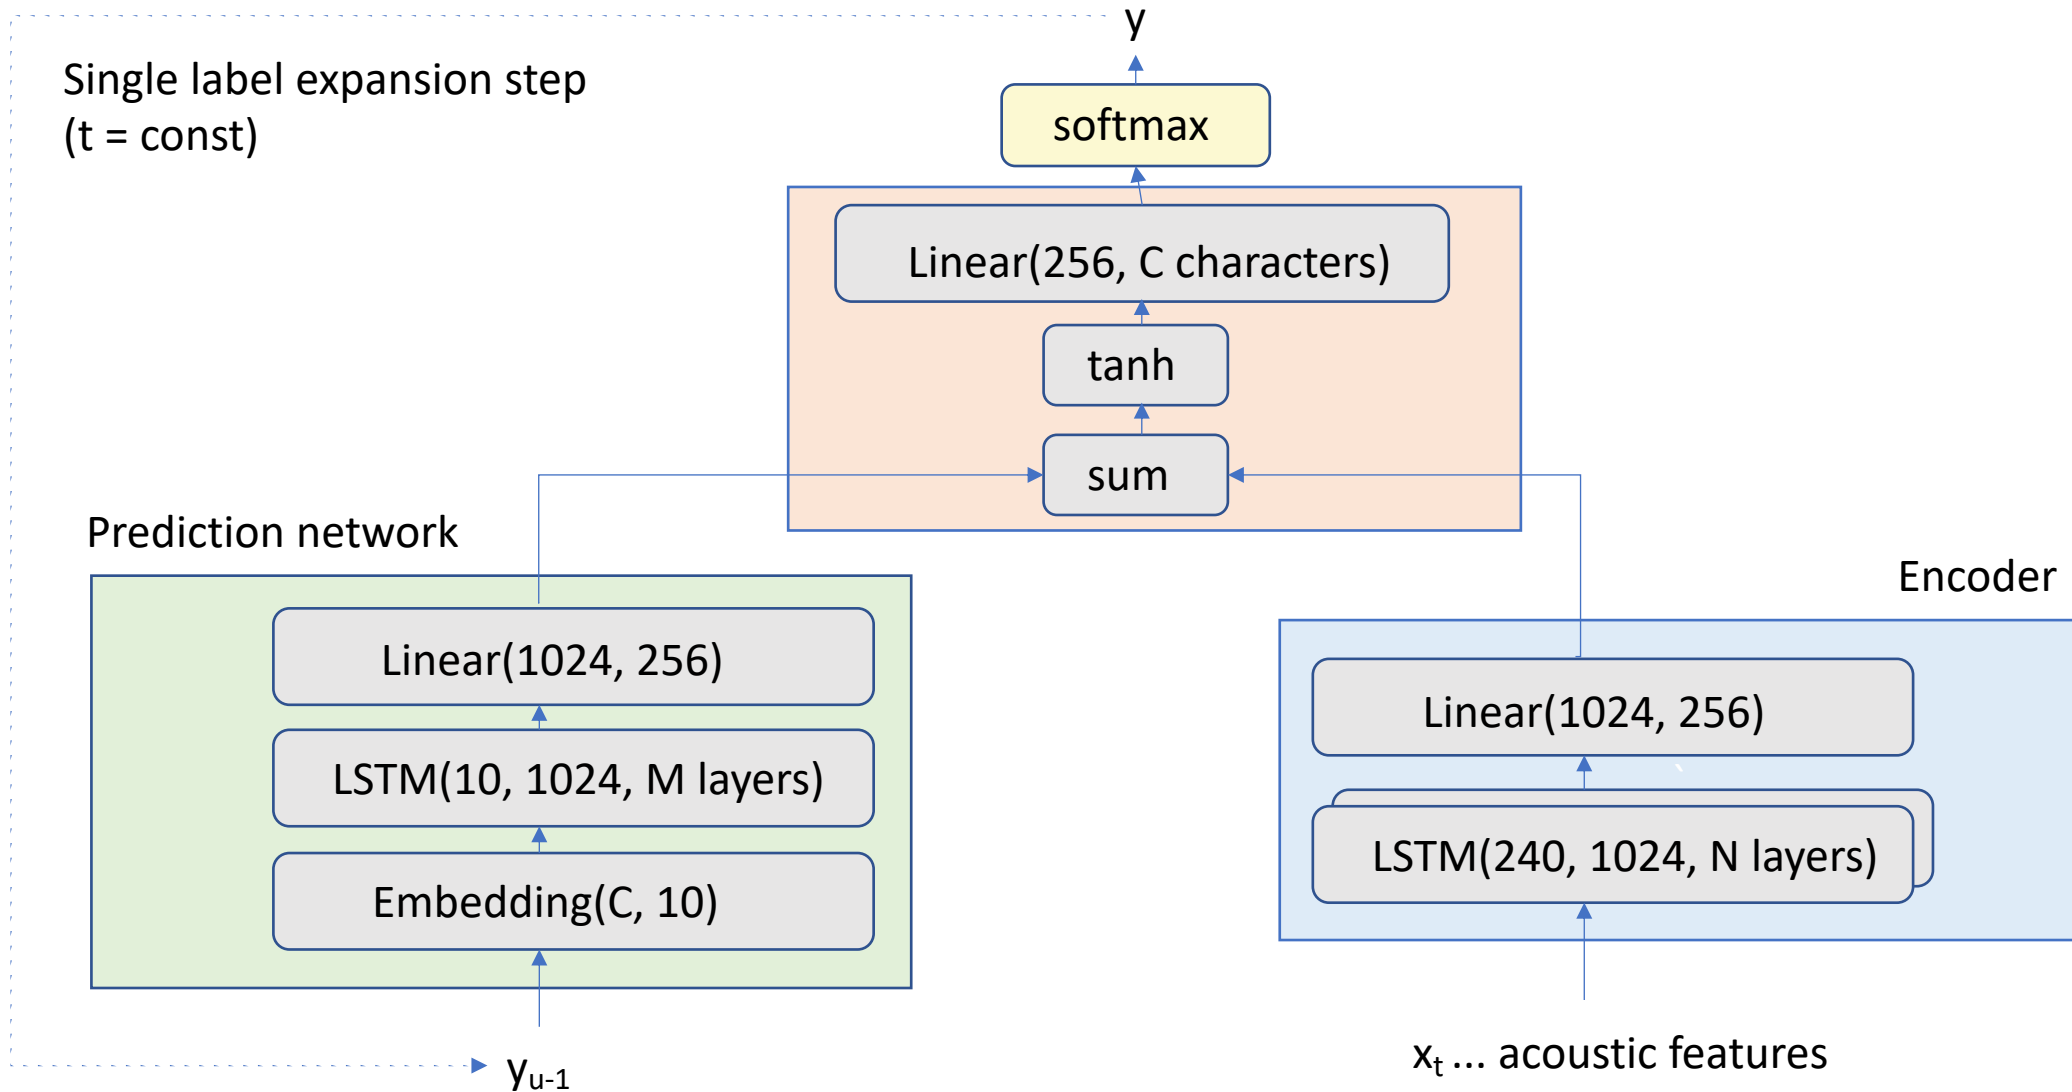 y
Single label expansion step
(t = const)
softmax
Linear(256, C characters)
tanh
sum
Prediction network
Linear(1024, 256)
LSTM(10, 1024, M layers)
Embedding(C, 10)
yu-1
Encoder
Linear(1024, 256)
`
LSTM(240, 1024, N layers)
xt ... acoustic features